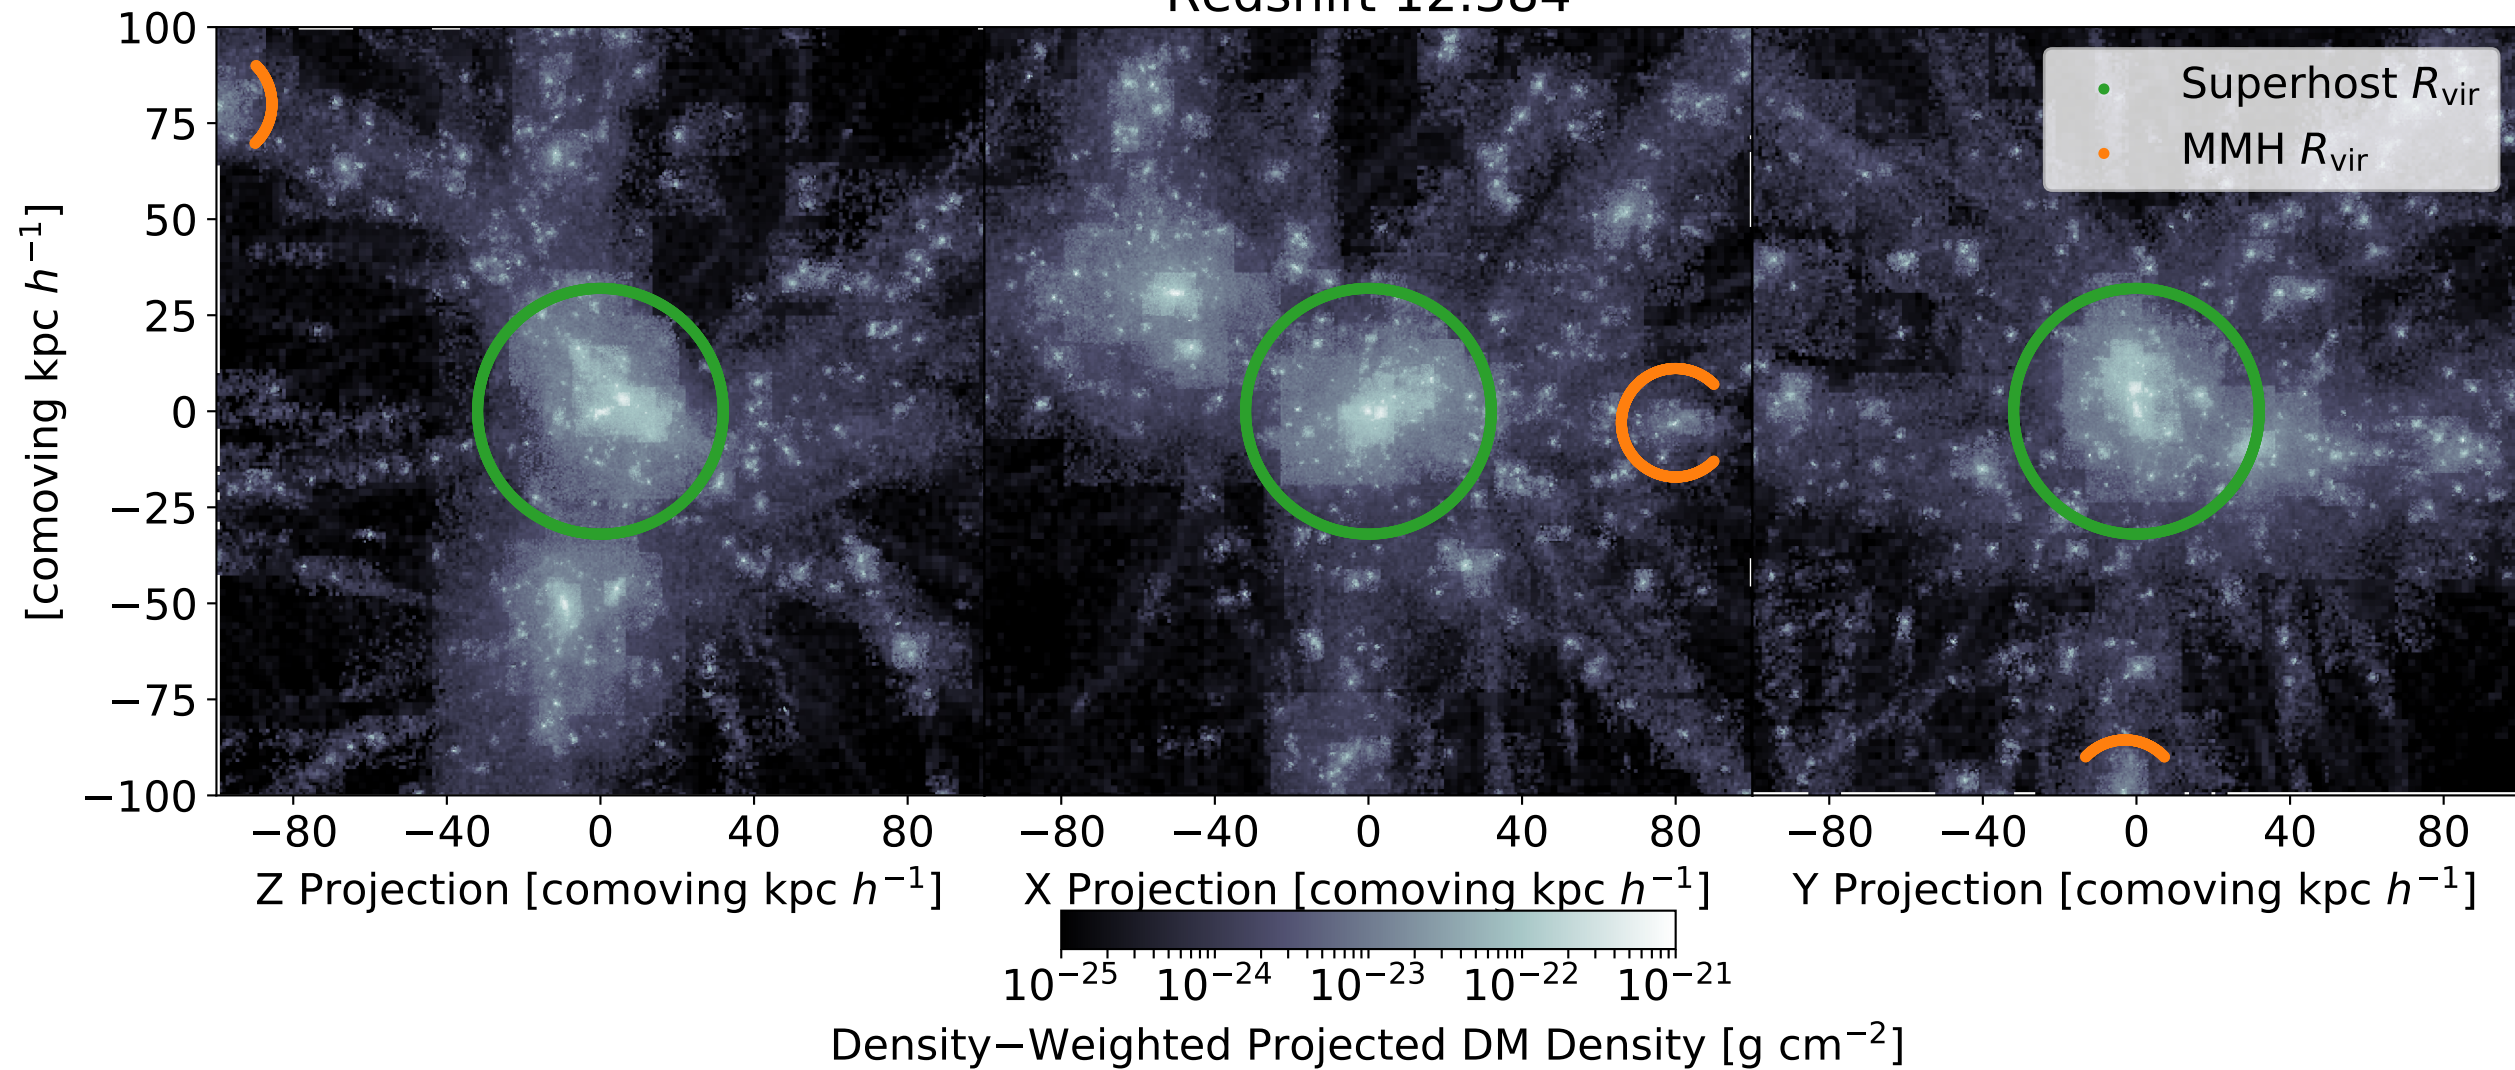 Redshift 12.384
100
75
50
25
0
−25
−50
−75
−100
[comoving kpc h⁻¹]
Superhost R_vir
MMH R_vir
−80 −40 0 40 80 −80 −40 0 40 80 −80 −40 0 40 80
Z Projection [comoving kpc h⁻¹] X Projection [comoving kpc h⁻¹] Y Projection [comoving kpc h⁻¹]
10⁻²⁵ 10⁻²⁴ 10⁻²³ 10⁻²² 10⁻²¹
Density−Weighted Projected DM Density [g cm⁻²]